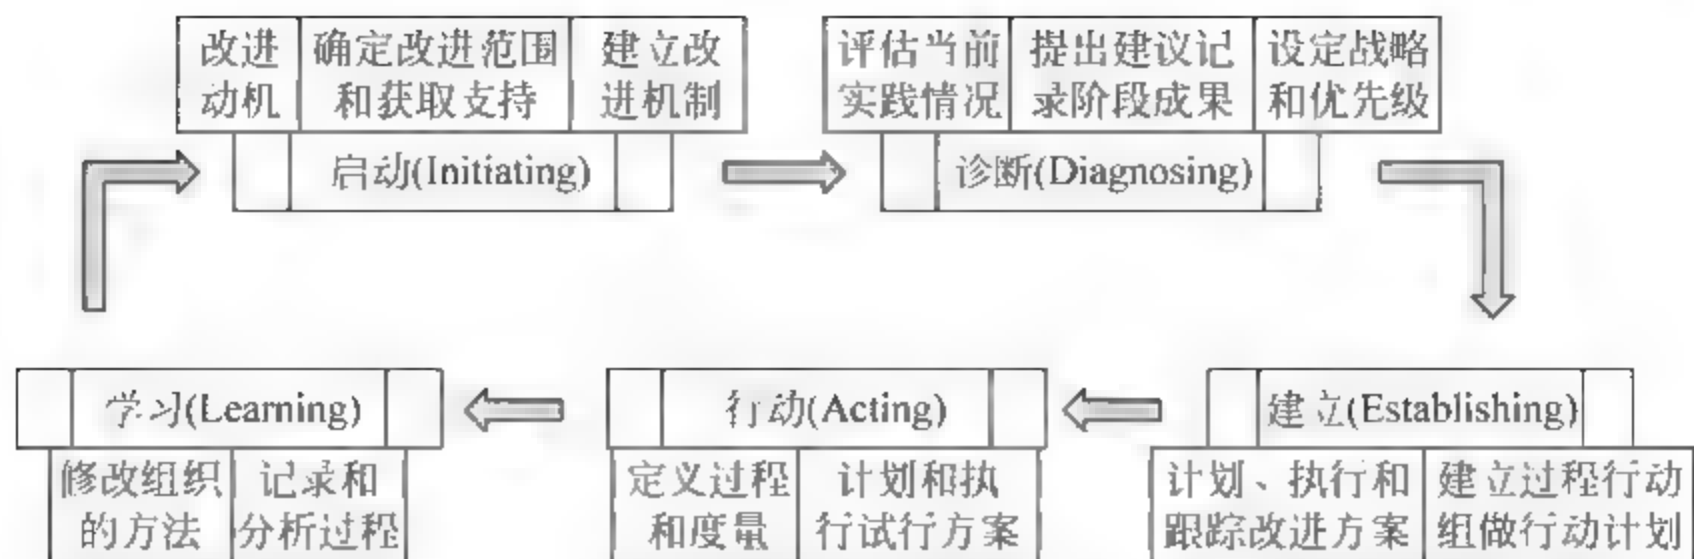 改进 确定改进范围 建立改
动机 和获取支持 进机制
评估当前 提出建议记 设定战略
实践情况 录阶段成果 和优先级
启动(Initiating)
诊断(Diagnosing)
学习(Learning)
行动(Acting)
建立(Establishing)
修改组织 记录和
的方法 分析过程
定义过程 计划和执
和度量 行试行方案
计划、执行和 建立过程行动
跟踪改进方案 组做行动计划